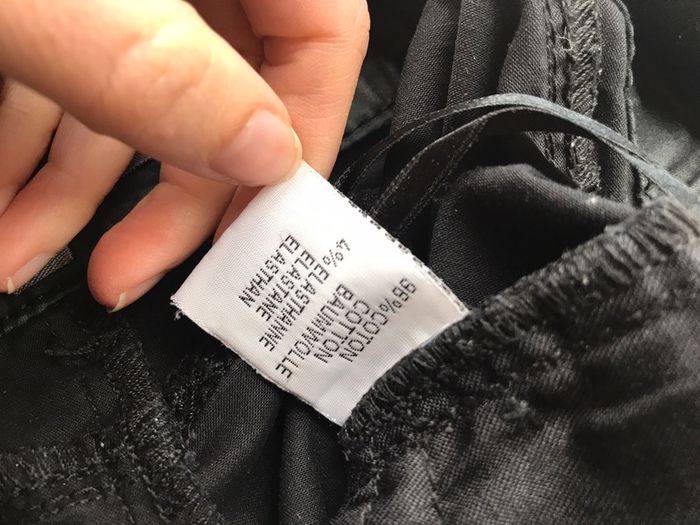 96% COTON
COTTON
BAUMWOLLE
4% ELASTHANNE
ELASTANE
ELASTHAN